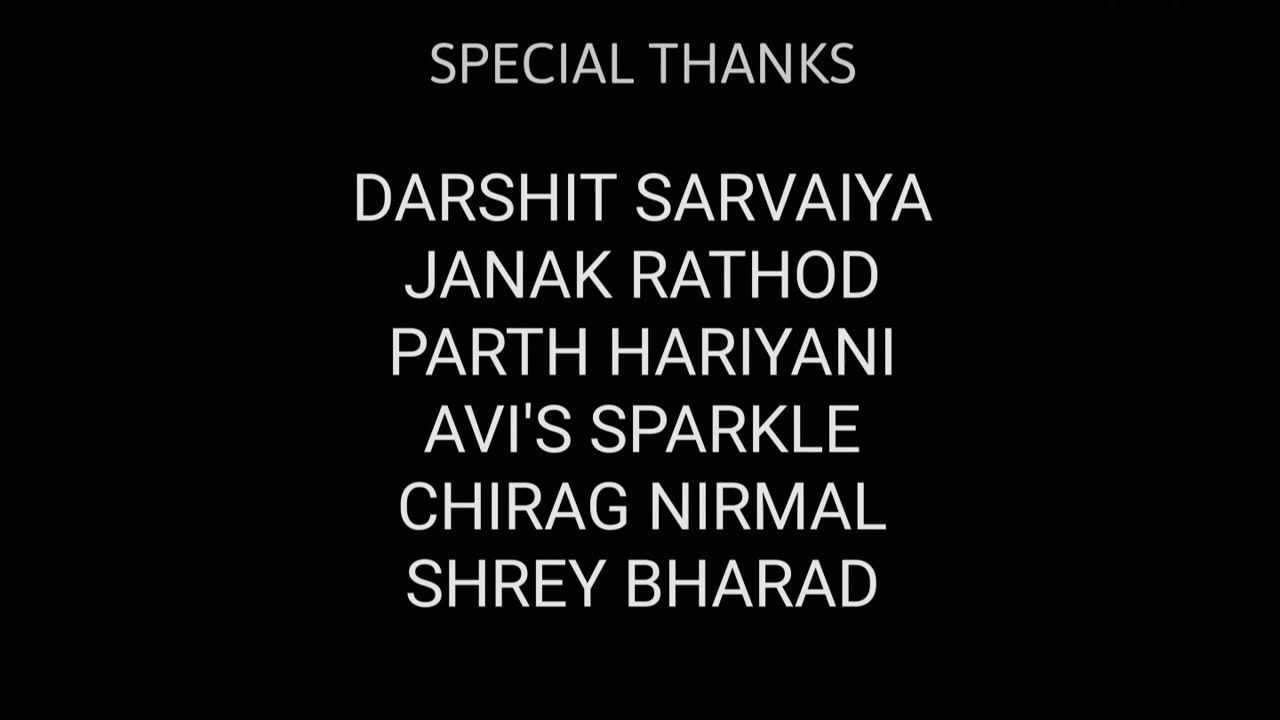 SPECIAL THANKS
DARSHIT SARVAIYA
JANAK RATHOD
PARTH HARIYANI
AVI'S SPARKLE
CHIRAG NIRMAL
SHREY BHARAD